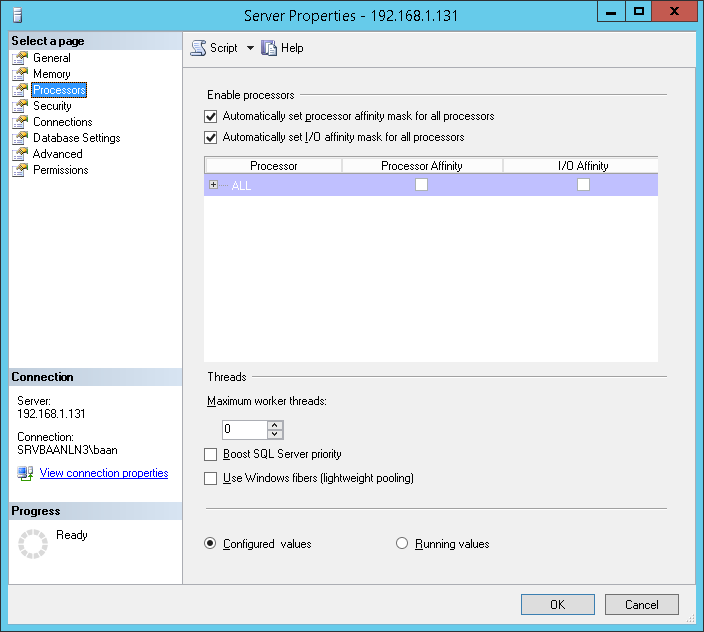 Server Properties - 192.168.1.131
Select a page
General
Memory
Processors
Security
Connections
Database Settings
Advanced
Permissions
Connection
Server:
192.168.1.131
Connection:
SRVBAANLN3\baan
View connection properties
Progress
Ready
Script Help
Enable processors
Automatically set processor affinity mask for all processors
Automatically set I/O affinity mask for all processors
Processor Processor Affinity I/O Affinity
ALL
Threads
Maximum worker threads:
0
Boost SQL Server priority
Use Windows fibers (lightweight pooling)
Configured values Running values
OK Cancel